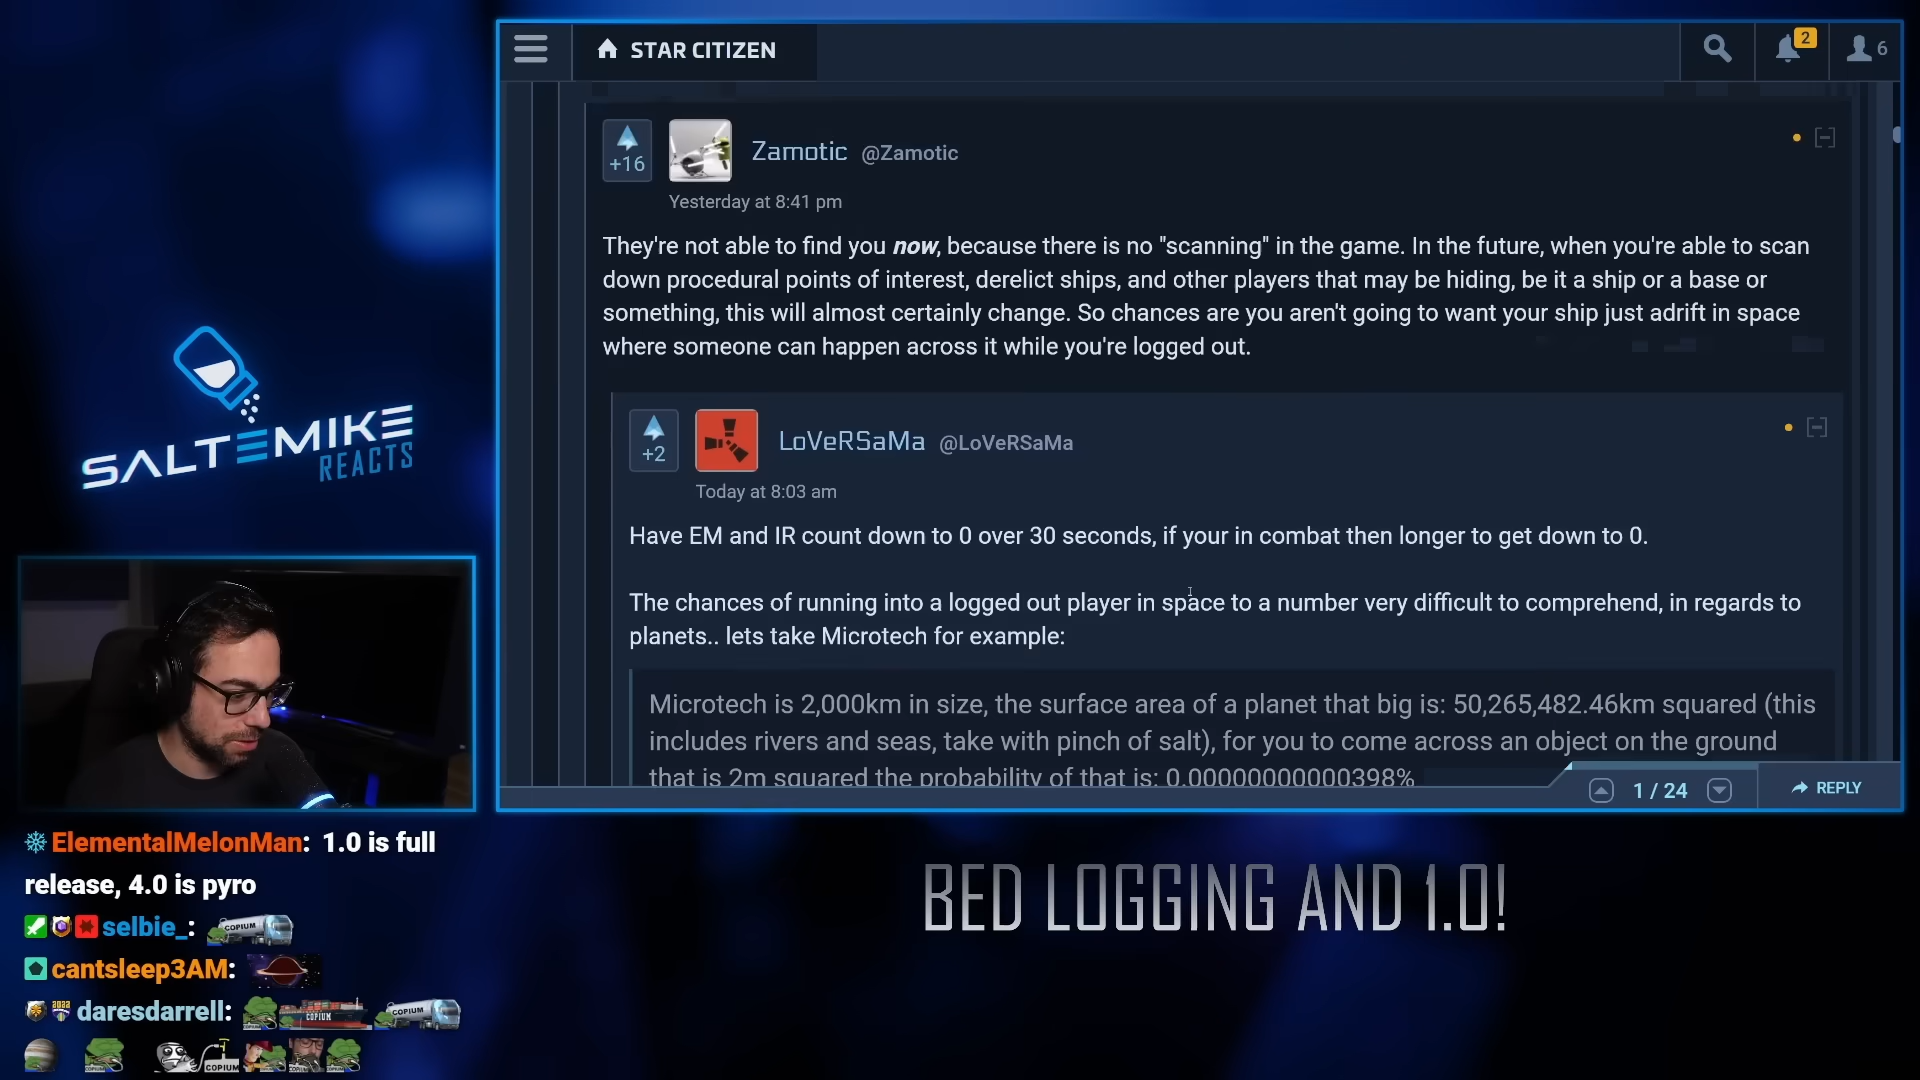 STAR CITIZEN
2
6
+16
Zamotic @Zamotic
Yesterday at 8:41 pm
They're not able to find you now, because there is no "scanning" in the game. In the future, when you're able to scan
down procedural points of interest, derelict ships, and other players that may be hiding, be it a ship or a base or
something, this will almost certainly change. So chances are you aren't going to want your ship just adrift in space
where someone can happen across it while you're logged out.
+2
LoVeRSaMa @LoVeRSaMa
Today at 8:03 am
Have EM and IR count down to 0 over 30 seconds, if your in combat then longer to get down to 0.
The chances of running into a logged out player in space to a number very difficult to comprehend, in regards to
planets.. lets take Microtech for example:
Microtech is 2,000km in size, the surface area of a planet that big is: 50,265,482.46km squared (this
includes rivers and seas, take with pinch of salt), for you to come across an object on the ground
that is 2m squared the probability of that is: 0.00000000000398%
1 / 24
REPLY
SALTEMIKE
REACTS
ElementalMelonMan: 1.0 is full
release, 4.0 is pyro
selbie_: COPIUM
cantsleep3AM:
daresdarrell: COPIUM COPIUM
COPIUM
BED LOGGING AND 1.0!